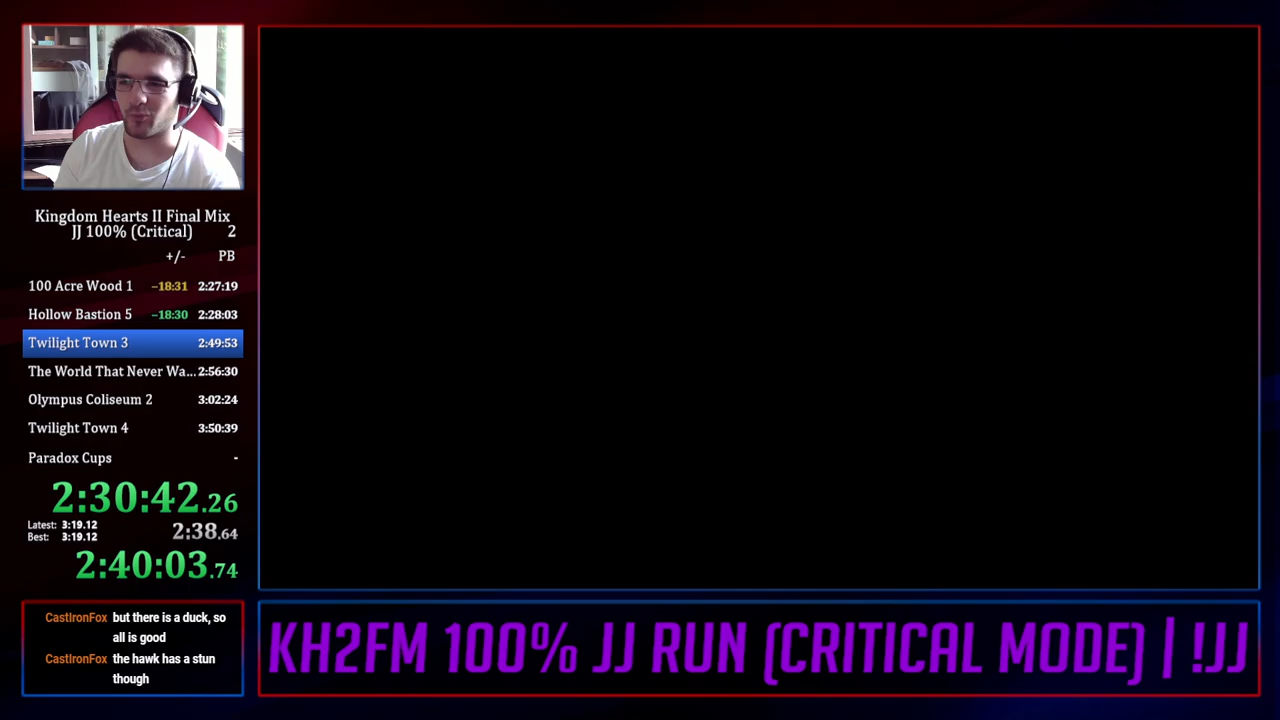 Kingdom Hearts II Final Mix
JJ 100% (Critical) 2
+/- PB
100 Acre Wood 1 −18:31 2:27:19
Hollow Bastion 5 −18:30 2:28:03
Twilight Town 3 2:49:53
The World That Never Wa... 2:56:30
Olympus Coliseum 2 3:02:24
Twilight Town 4 3:50:39
Paradox Cups -
2:30:42.26
Latest: 3:19.12 2:38.64
Best: 3:19.12
2:40:03.74
CastIronFox but there is a duck, so
all is good
CastIronFox the hawk has a stun
though
KH2FM 100% JJ RUN (CRITICAL MODE) | !JJ